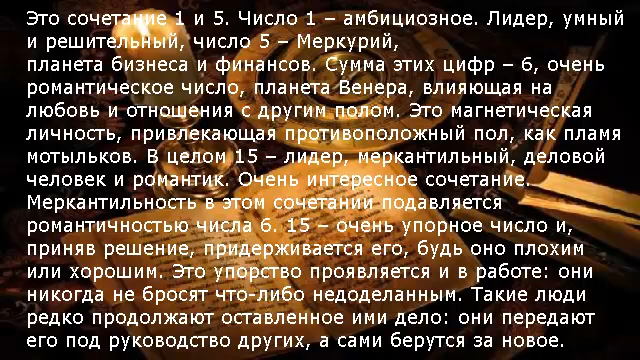 Это сочетание 1 и 5. Число 1 – амбициозное. Лидер, умный
и решительный, число 5 – Меркурий,
планета бизнеса и финансов. Сумма этих цифр – 6, очень
романтическое число, планета Венера, влияющая на
любовь и отношения с другим полом. Это магнетическая
личность, привлекающая противоположный пол, как пламя
мотыльков. В целом 15 – лидер, меркантильный, деловой
человек и романтик. Очень интересное сочетание.
Меркантильность в этом сочетании подавляется
романтичностью числа 6. 15 – очень упорное число и,
приняв решение, придерживается его, будь оно плохим
или хорошим. Это упорство проявляется и в работе: они
никогда не бросят что-либо недоделанным. Такие люди
редко продолжают оставленное ими дело: они передают
его под руководство других, а сами берутся за новое.